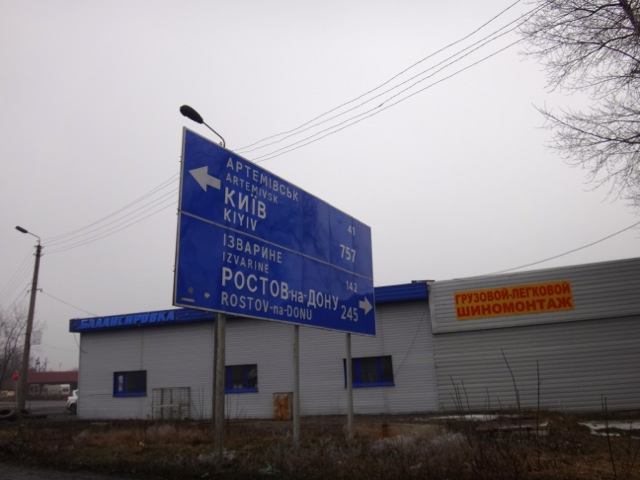 АРТЕМІВСЬК 41
ARTEMIVSK
КИЇВ 757
KIYIV
ІЗВАРИНЕ 142
IZVARINE
РОСТОВ-на-ДОНУ 245
ROSTOV-na-DONU
БАЛАНСИРОВКА
ГРУЗОВОЙ-ЛЕГКОВОЙ
ШИНОМОНТАЖ